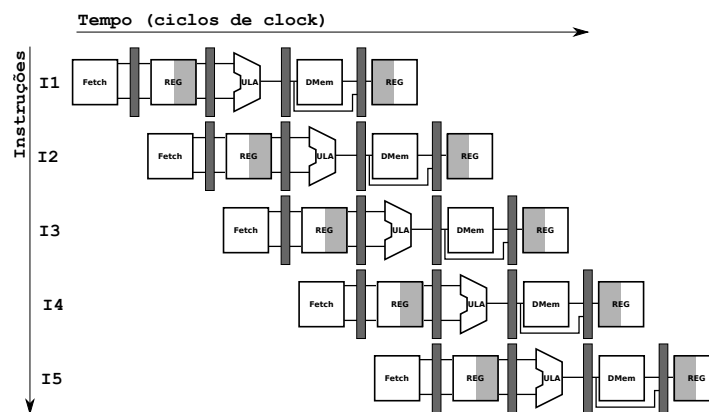 Tempo (ciclos de clock)
Instruções
I1 Fetch REG ULA DMem REG
I2 Fetch REG ULA DMem REG
I3 Fetch REG ULA DMem REG
I4 Fetch REG ULA DMem REG
I5 Fetch REG ULA DMem REG